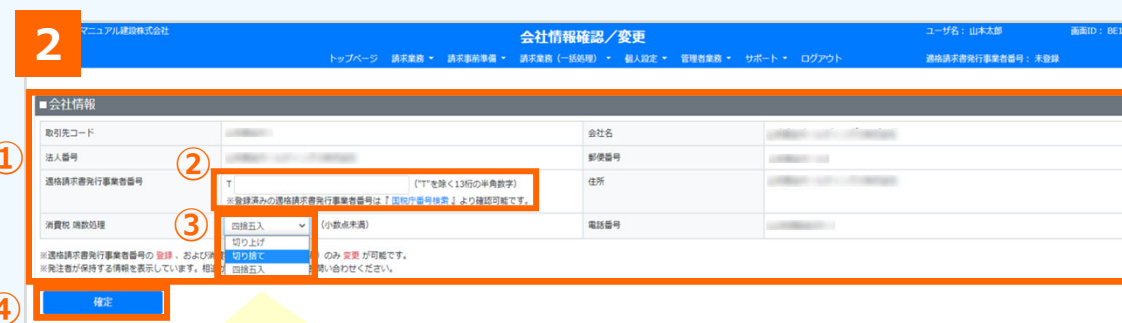 2
マニュアル建設株式会社
会社情報確認／変更
ユーザ名： 山本太郎
画面ID： BE1
トップページ 請求業務 請求事前準備 請求業務（一括処理） 個人設定 管理者業務 サポート ログアウト
適格請求書発行事業者番号： 未登録
■会社情報
①
取引先コード
会社名
法人番号
郵便番号
②
適格請求書発行事業者番号
T
("T"を除く13桁の半角数字)
※登録済みの適格請求書発行事業者番号は『 国税庁番号検索 』より確認可能です。
住所
③
消費税 端数処理
四捨五入
(小数点未満)
電話番号
切り上げ
切り捨て
四捨五入
※適格請求書発行事業者番号の 登録 、および消
のみ 変更 が可能です。
※発注者が保持する情報を表示しています。相
問い合わせください。
④
確定